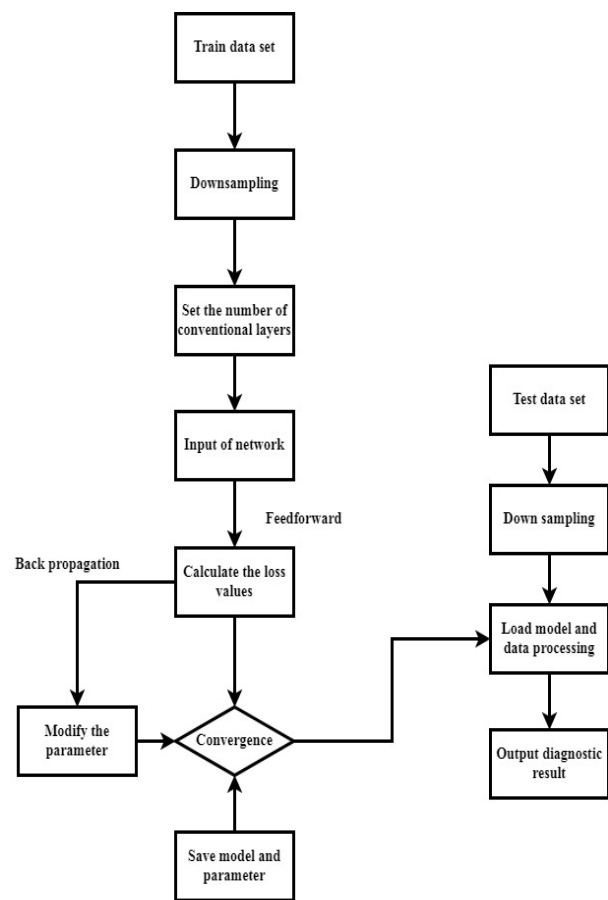 Train data set
Downsampling
Set the number of
conventional layers
Input of network
Feedforward
Back propagation
Calculate the loss
values
Modify the
parameter
Convergence
Save model and
parameter
Test data set
Down sampling
Load model and
data processing
Output diagnostic
result